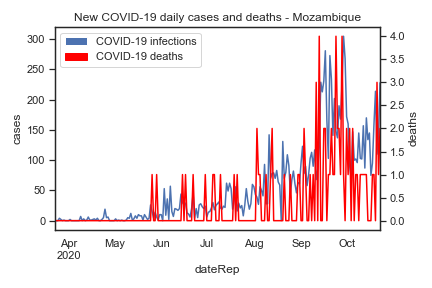 New COVID-19 daily cases and deaths - Mozambique
COVID-19 infections
COVID-19 deaths
300
250
200
150
100
50
0
cases
4.0
3.5
3.0
2.5
2.0
1.5
1.0
0.5
0.0
deaths
Apr May Jun Jul Aug Sep Oct
2020
dateRep